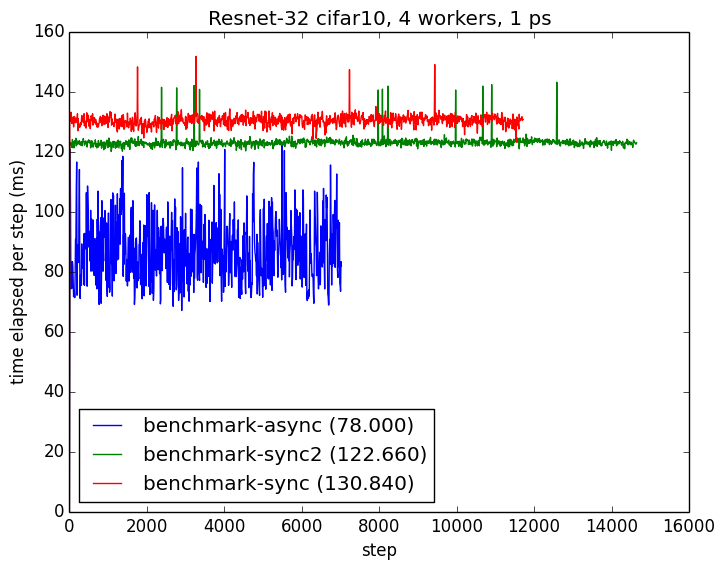 Resnet-32 cifar10, 4 workers, 1 ps
160
140
120
100
80
60
40
20
0
time elapsed per step (ms)
benchmark-async (78.000)
benchmark-sync2 (122.660)
benchmark-sync (130.840)
0 2000 4000 6000 8000 10000 12000 14000 16000
step